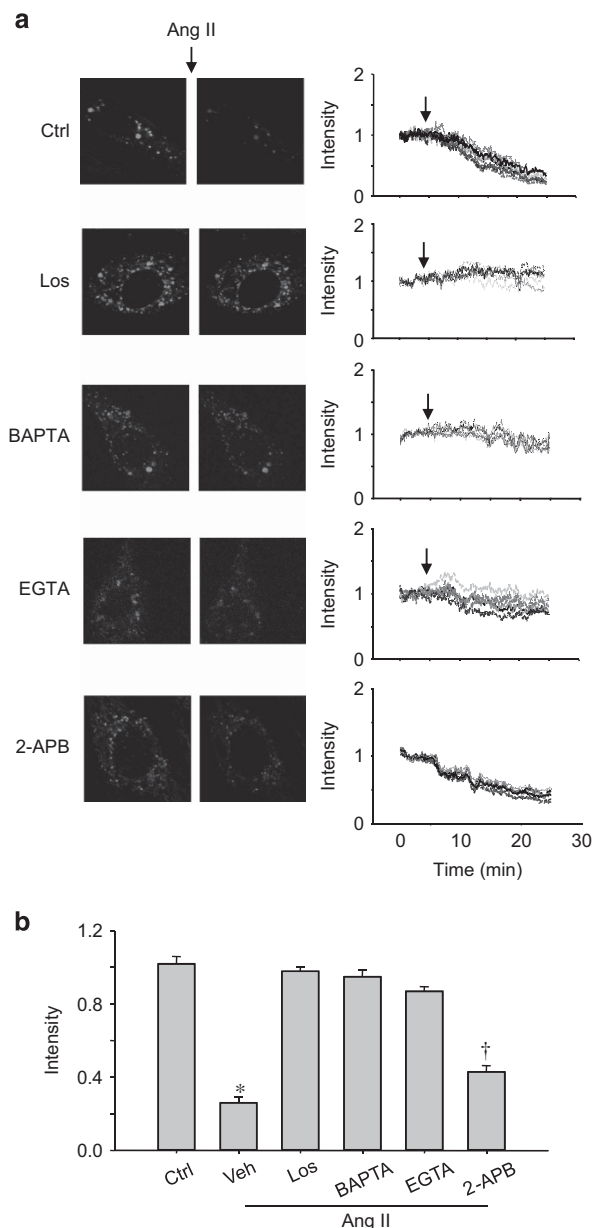 a
Ang II
Ctrl
Intensity
2
1
0
Los
Intensity
2
1
0
BAPTA
Intensity
2
1
0
EGTA
Intensity
2
1
0
2-APB
Intensity
2
1
0
0 10 20 30
Time (min)
b
Intensity
1.2
0.8
0.4
0.0
*
†
Ctrl Veh Los BAPTA EGTA 2-APB
Ang II